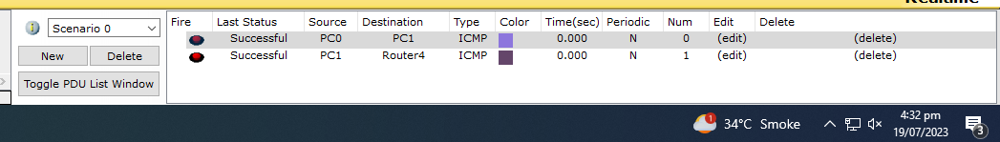 Realtime
Fire Last Status Source Destination Type Color Time(sec) Periodic Num Edit Delete
Scenario 0
Successful PC0 PC1 ICMP 0.000 N 0 (edit) (delete)
New Delete
Successful PC1 Router4 ICMP 0.000 N 1 (edit) (delete)
Toggle PDU List Window
1
34°C Smoke
4:32 pm
19/07/2023
3